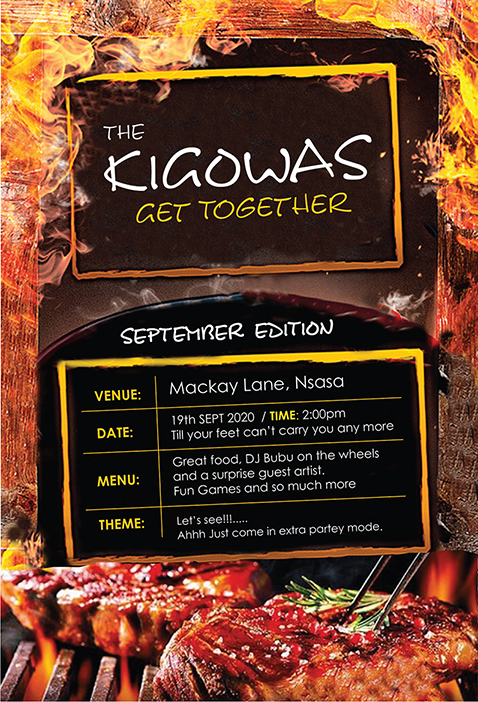 THE
KIGOWAS
GET TOGETHER
SEPTEMBER EDITION
VENUE: Mackay Lane, Nsasa
DATE: 19th SEPT 2020 / TIME: 2:00pm
Till your feet can't carry you any more
MENU: Great food, DJ Bubu on the wheels
and a surprise guest artist.
Fun Games and so much more
THEME: Let's see!!!.....
Ahhh Just come in extra partey mode.